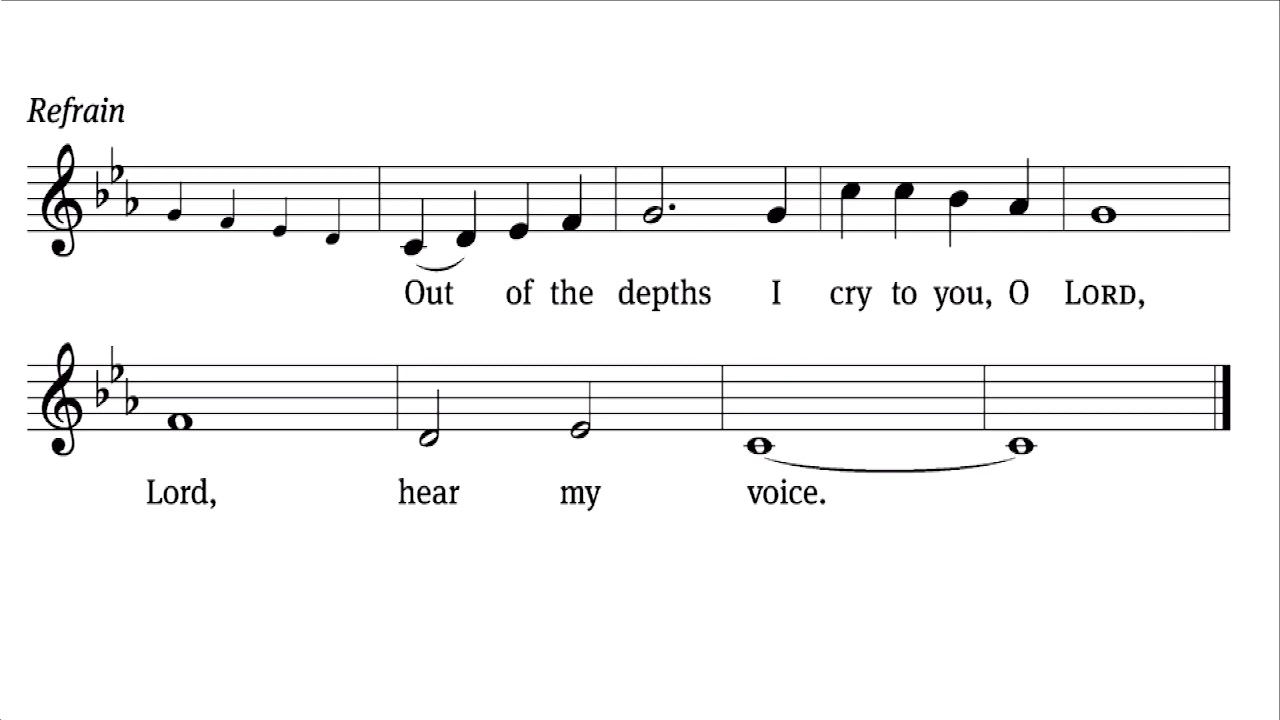 Refrain
Out of the depths I cry to you, O LORD,
Lord, hear my voice.